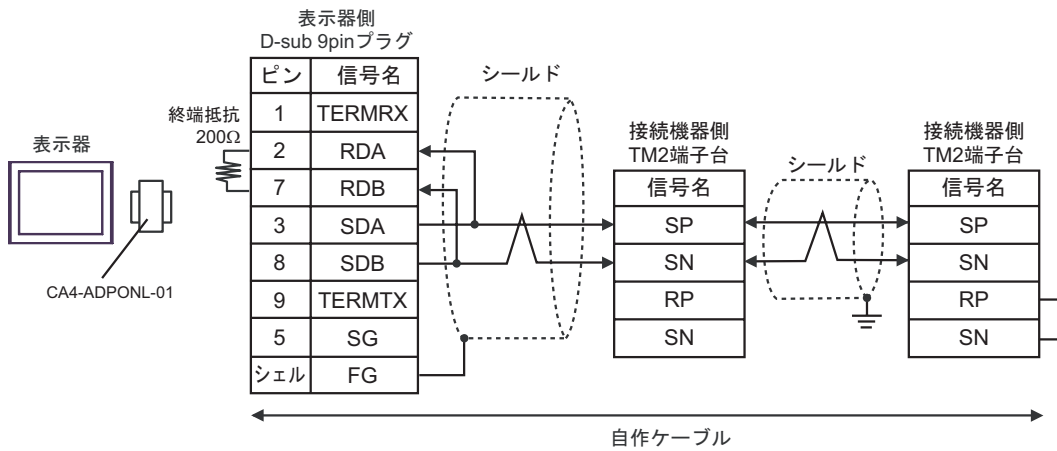 表示器側
D-sub 9pinプラグ
ピン 信号名
1 TERMRX
2 RDA
7 RDB
3 SDA
8 SDB
9 TERMTX
5 SG
シェル FG
終端抵抗
200Ω
表示器
CA4-ADPONL-01
シールド
接続機器側
TM2端子台
信号名
SP
SN
RP
SN
シールド
接続機器側
TM2端子台
信号名
SP
SN
RP
SN
自作ケーブル